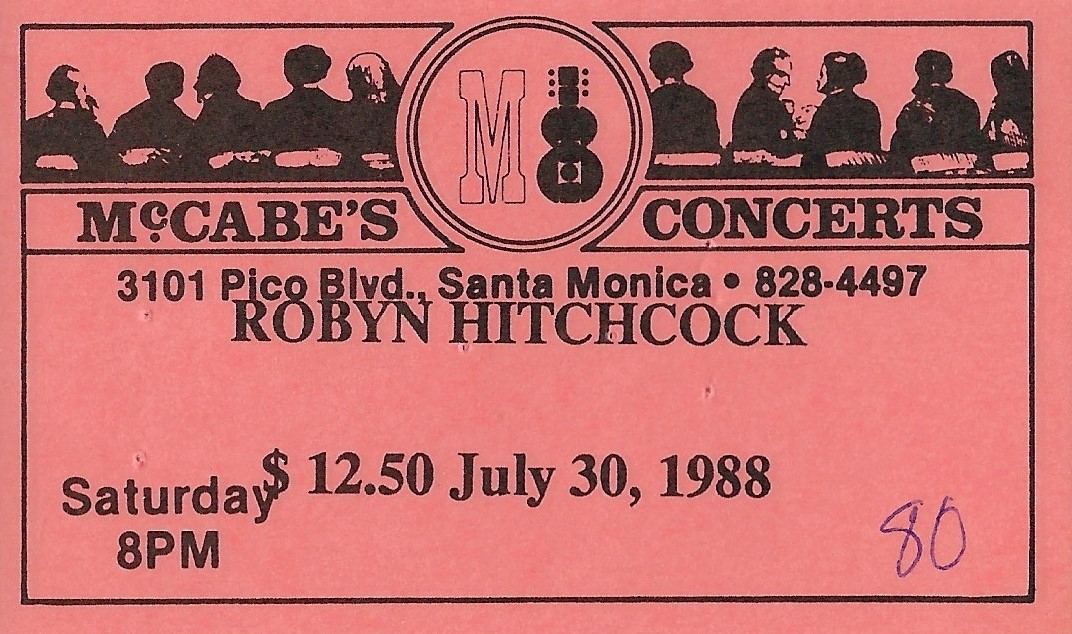 M
McCABE'S CONCERTS
3101 Pico Blvd., Santa Monica • 828-4497
ROBYN HITCHCOCK
Saturday $ 12.50 July 30, 1988
8PM
80